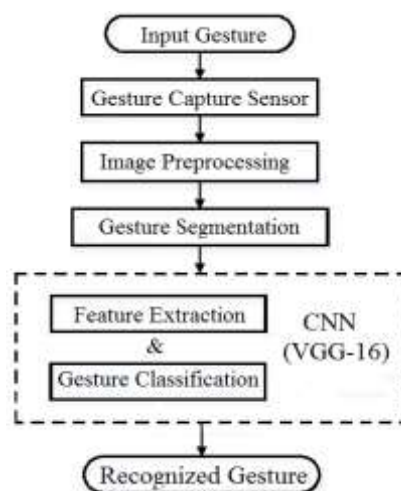 Input Gesture
Gesture Capture Sensor
Image Preprocessing
Gesture Segmentation
Feature Extraction
&
Gesture Classification
CNN
(VGG-16)
Recognized Gesture